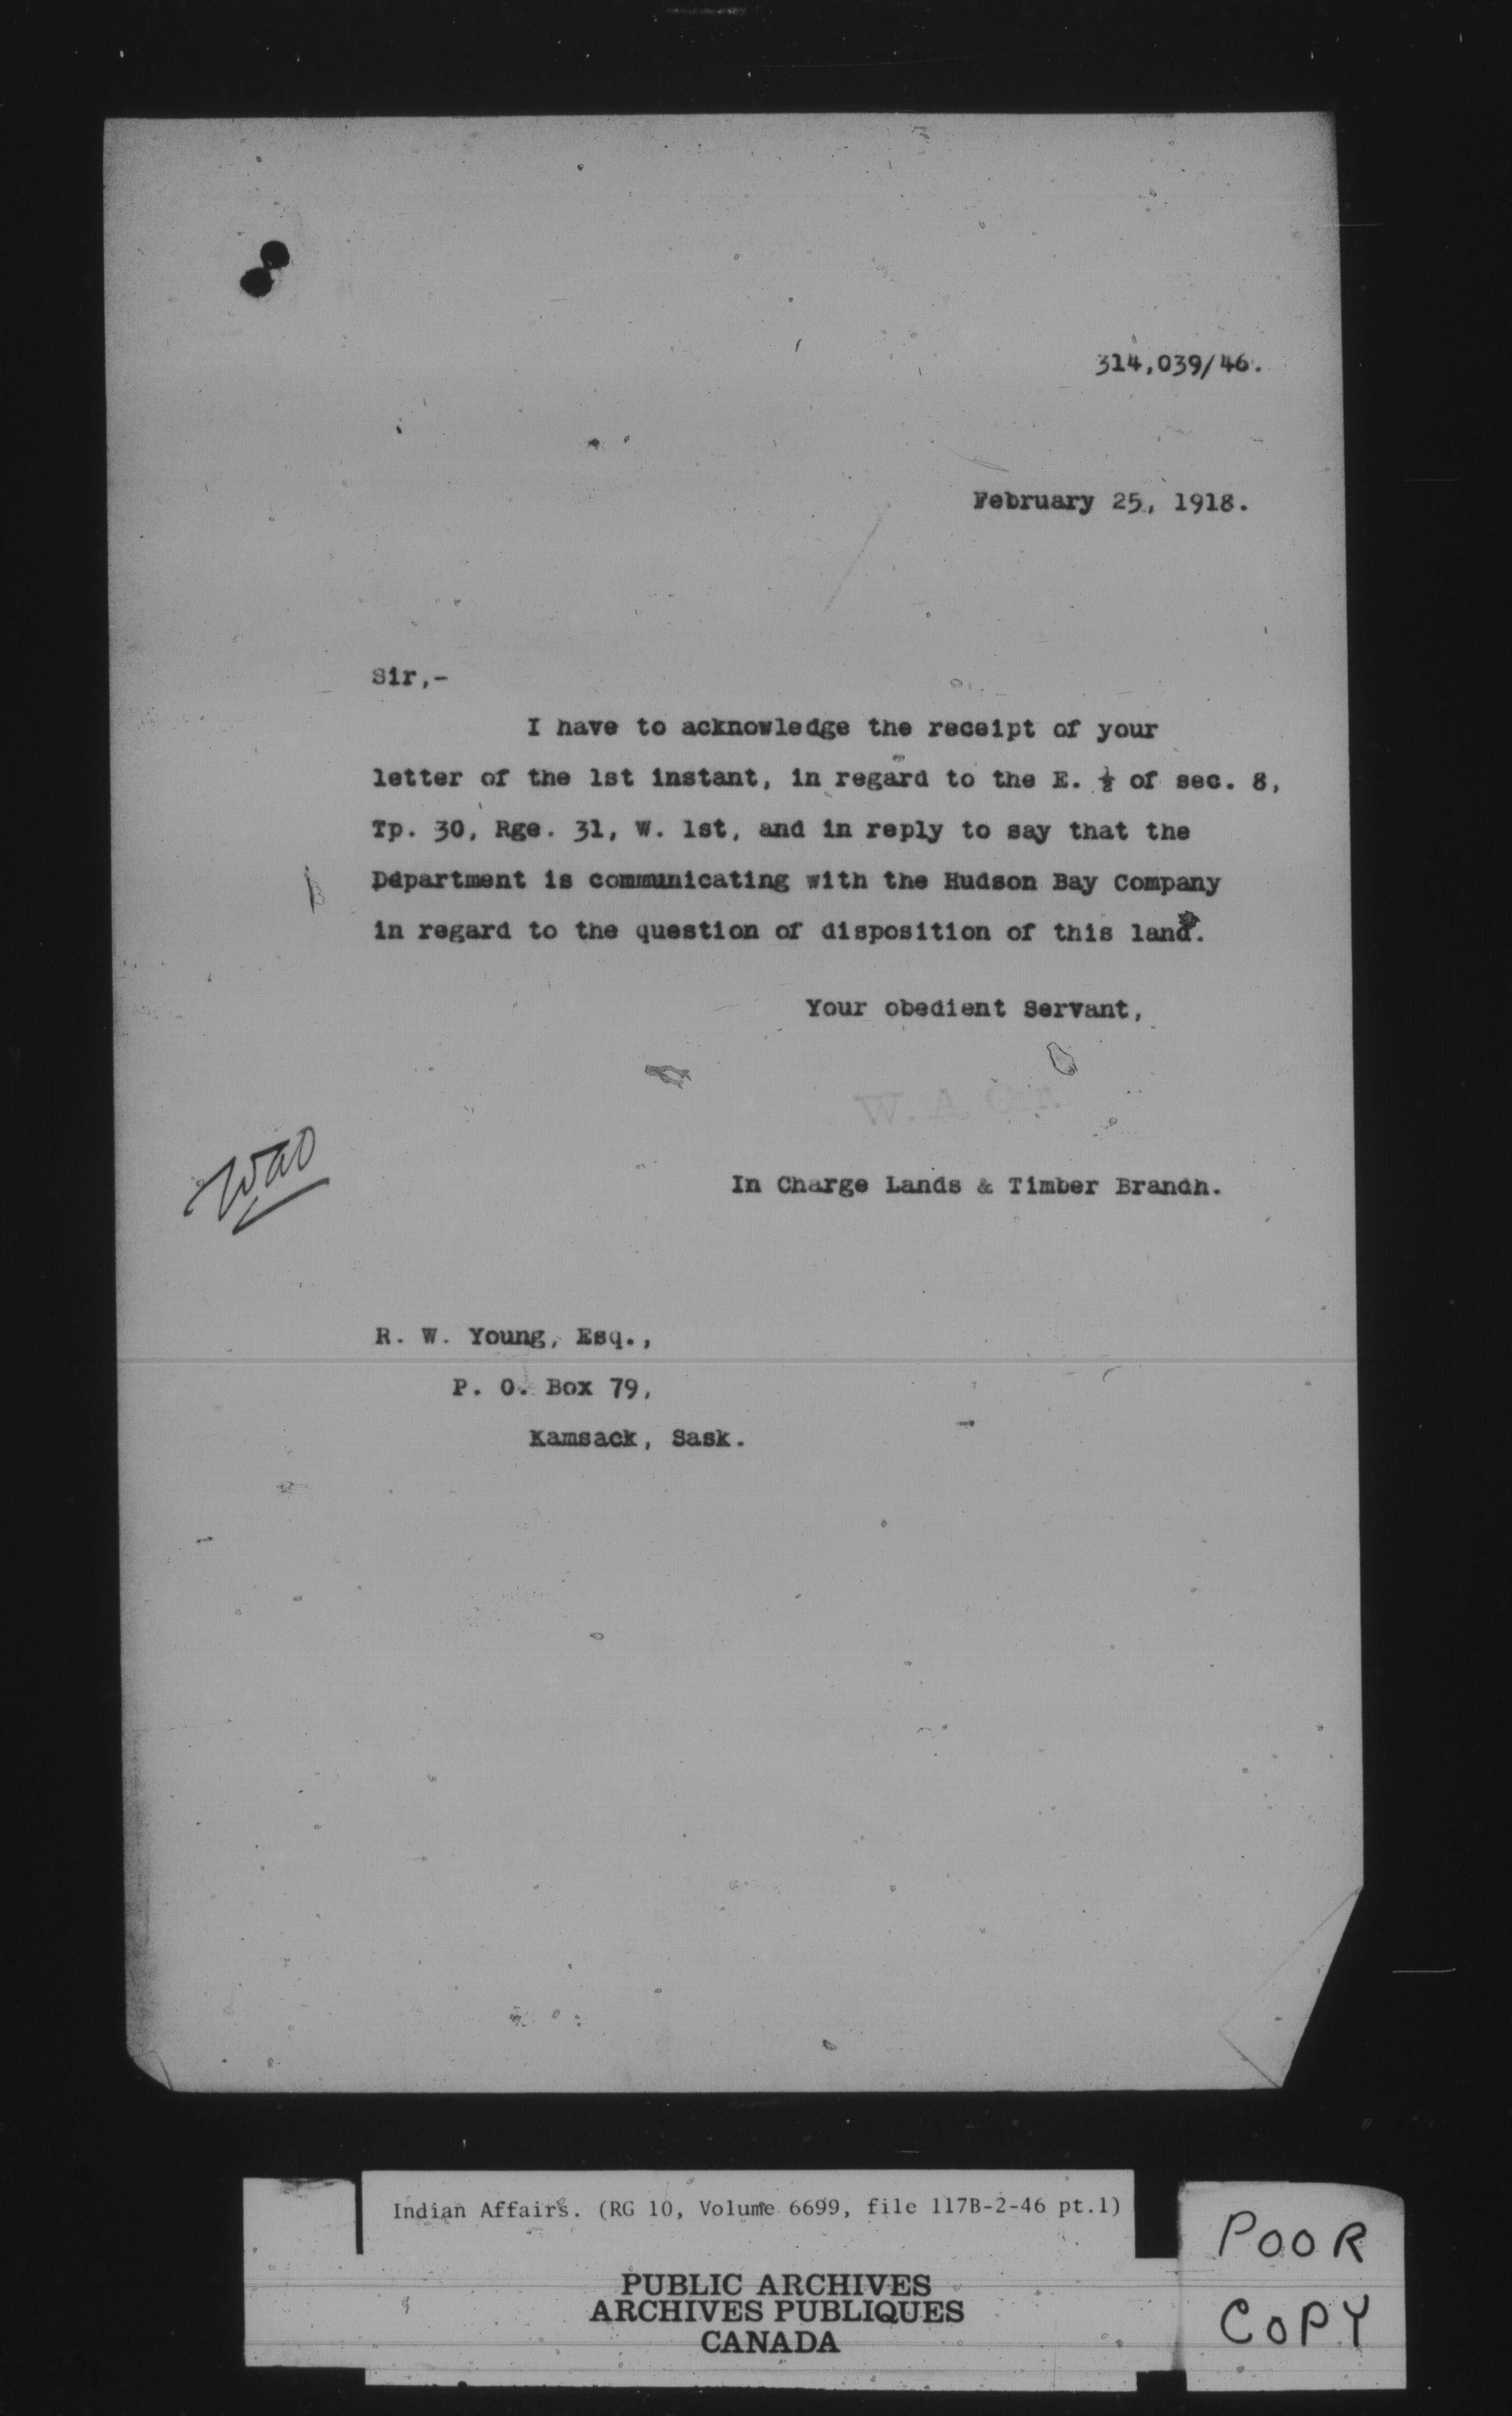 314,039/46.
February 25, 1918.
Sir,-
I have to acknowledge the receipt of your
letter of the 1st instant, in regard to the E. ½ of sec. 8,
Tp. 30, Rge. 31, W. 1st, and in reply to say that the
Department is communicating with the Hudson Bay Company
in regard to the question of disposition of this land.
Your obedient Servant,
W. A. Or.
WAO
In Charge Lands & Timber Branch.
R. W. Young, Esq.,
P. O. Box 79,
Kamsack, Sask.
Indian Affairs. (RG 10, Volume 6699, file 117B-2-46 pt.1)
PUBLIC ARCHIVES
ARCHIVES PUBLIQUES
CANADA
POOR
COPY